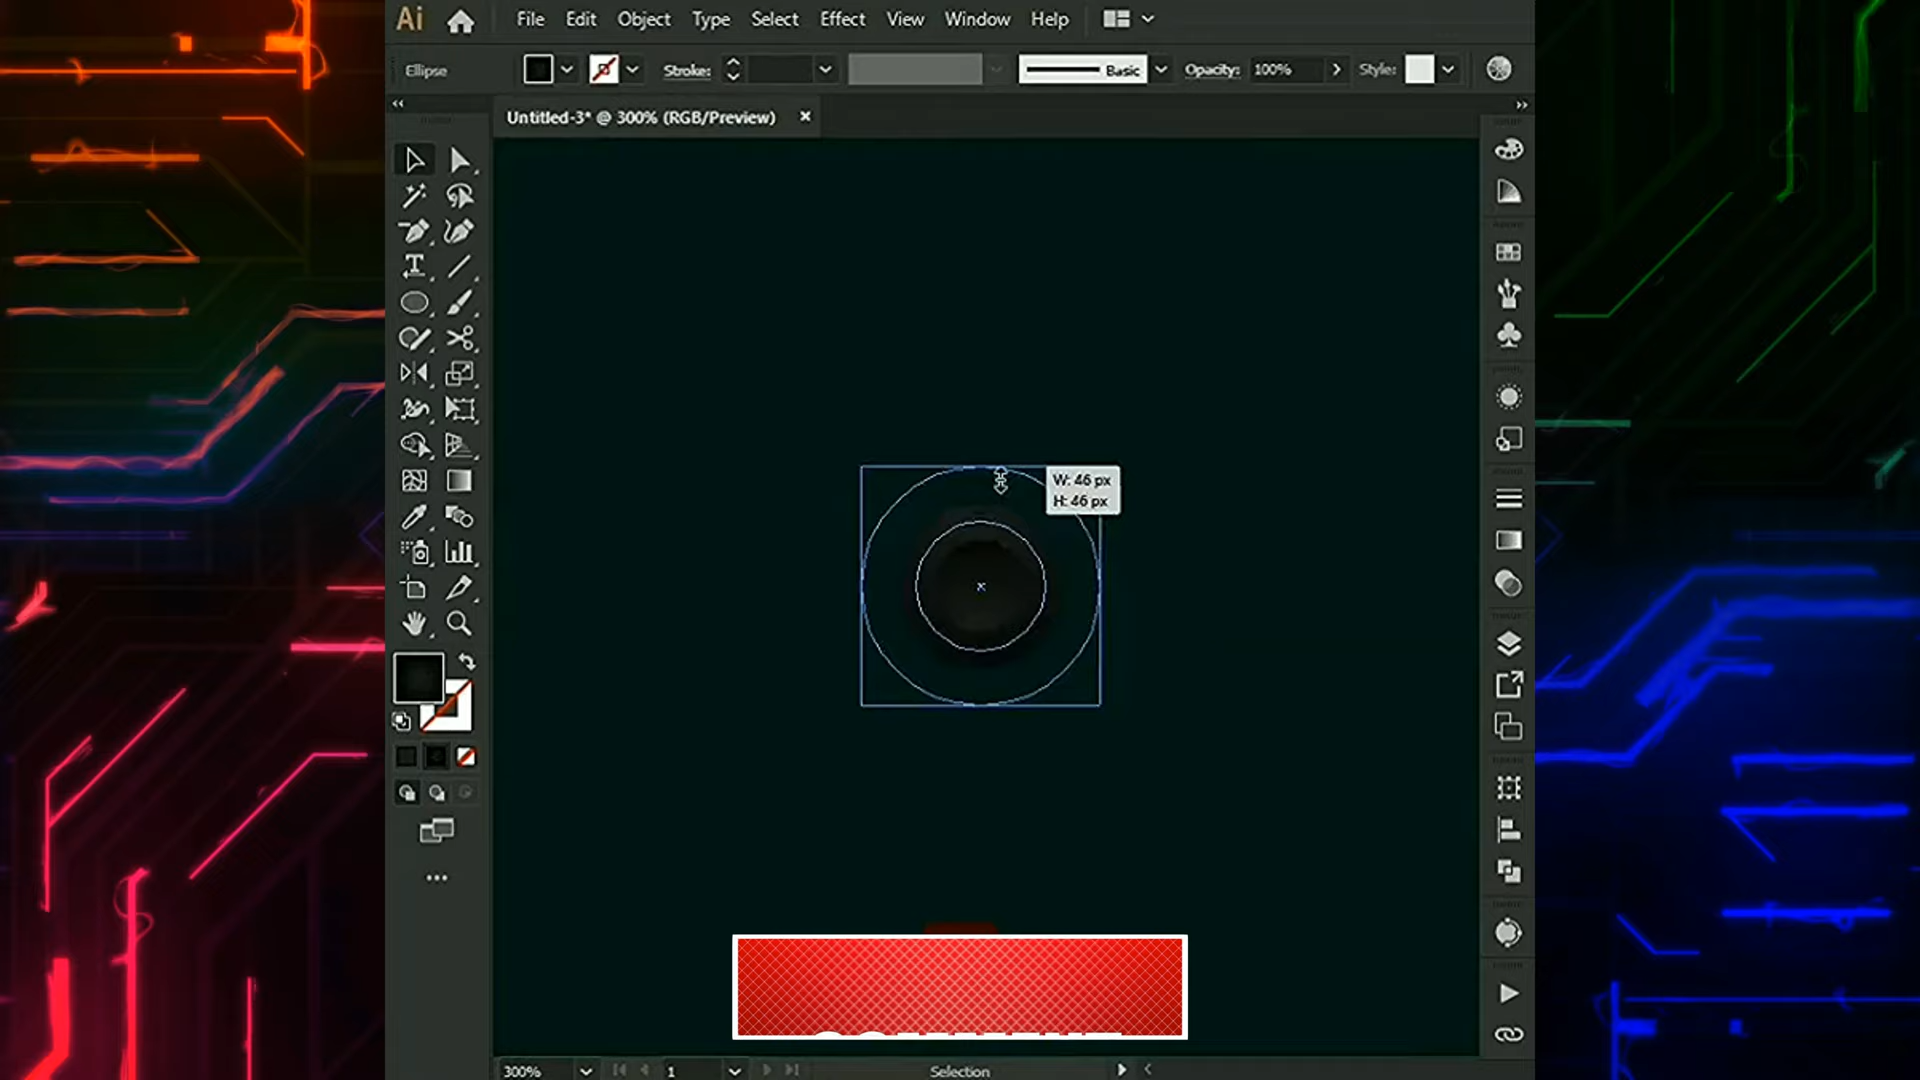 Ai File Edit Object Type Select Effect View Window Help
Ellipse Stroke: Basic Opacity: 100% Style:
Untitled-3* @ 300% (RGB/Preview) ×
W: 46 px
H: 46 px
300% 1 Selection